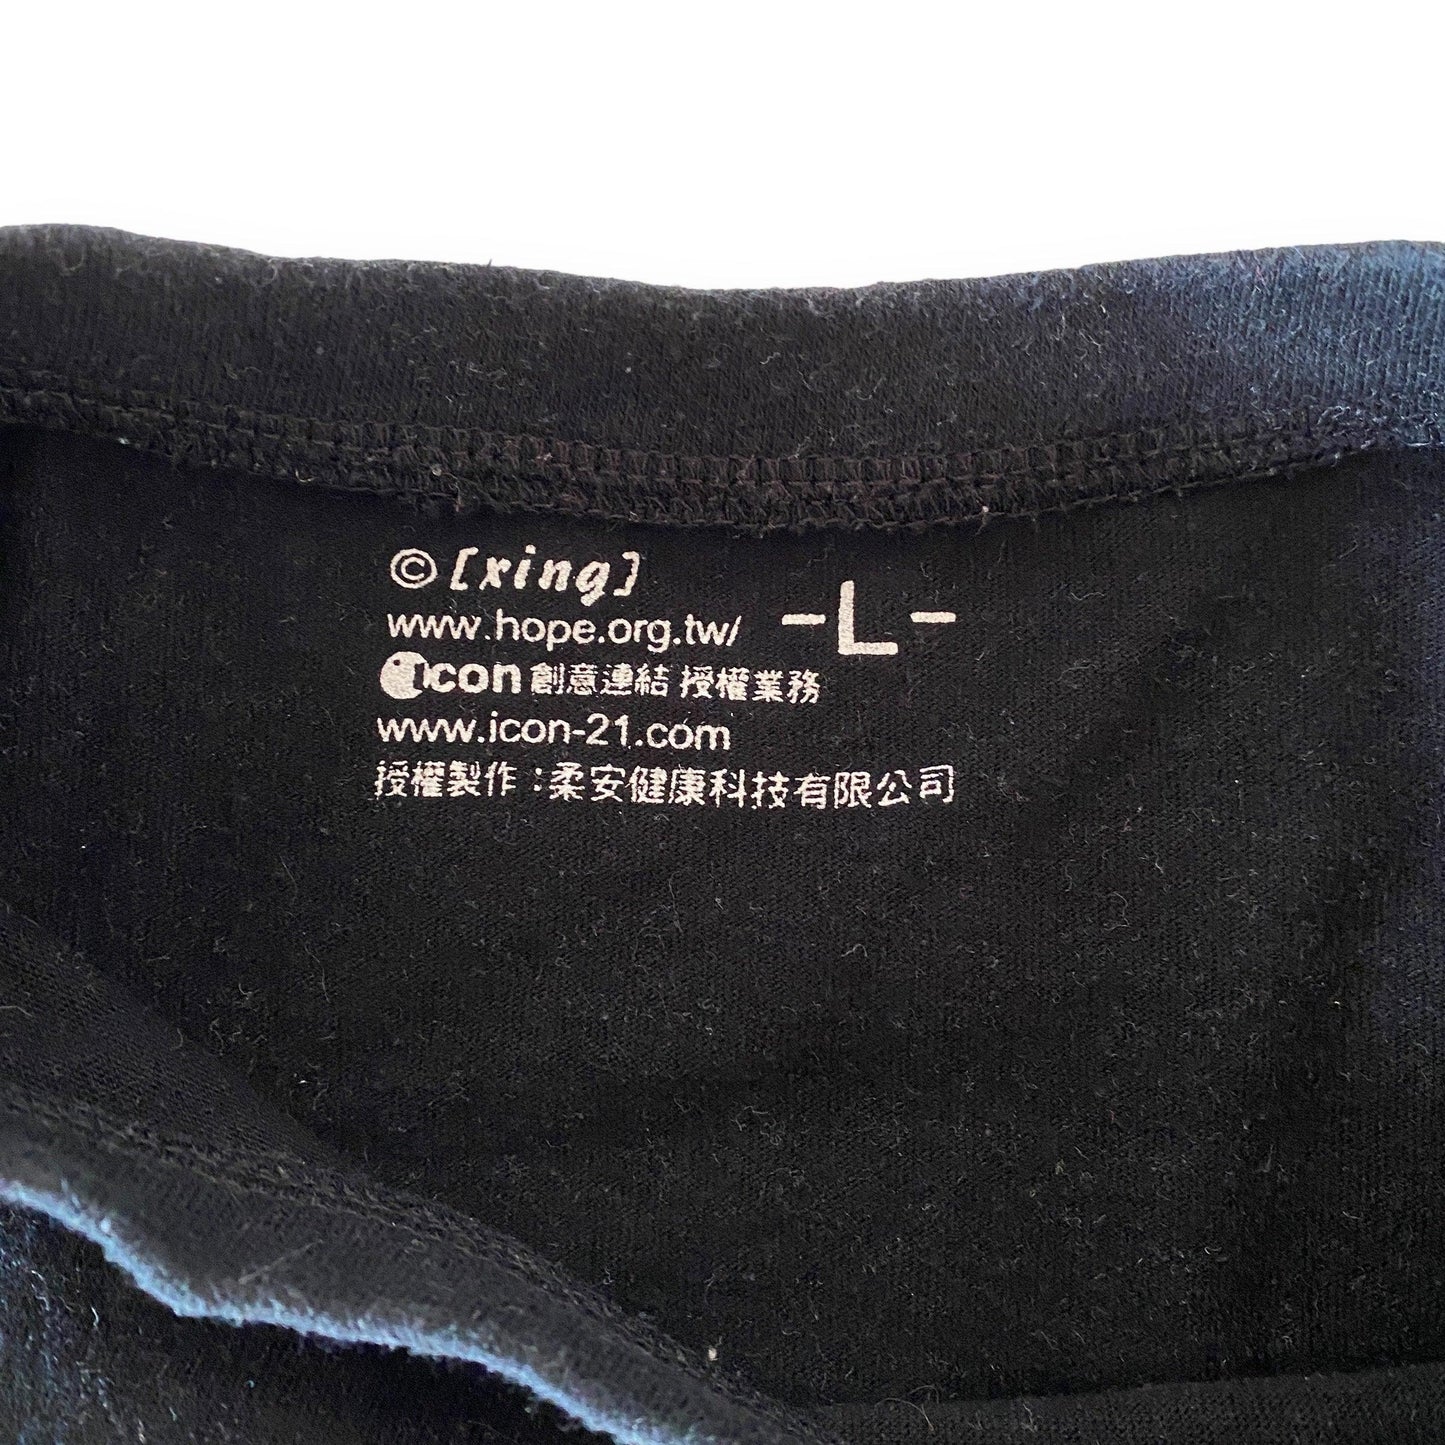 © [xing]
www.hope.org.tw/
-L-
icon 創意連結 授權業務
www.icon-21.com
授權製作：柔安健康科技有限公司